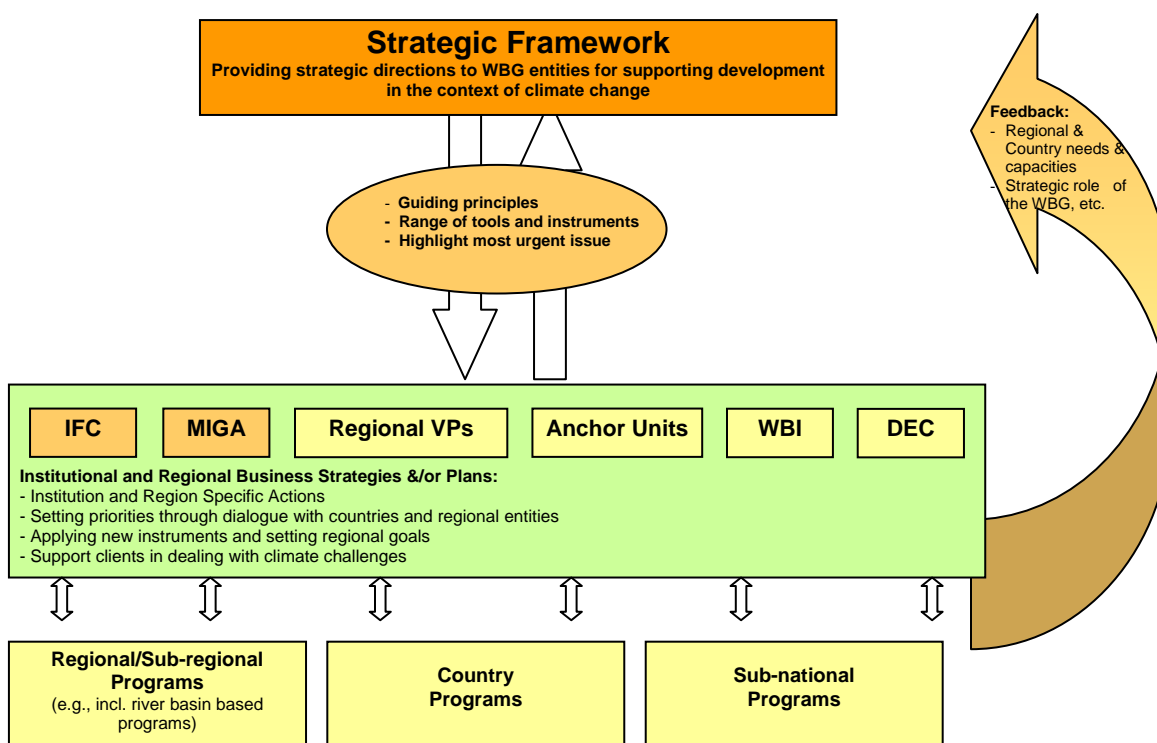 Strategic Framework
Providing strategic directions to WBG entities for supporting development
in the context of climate change
Feedback:
- Regional &
Country needs &
capacities
- Strategic role of
the WBG, etc.
- Guiding principles
- Range of tools and instruments
- Highlight most urgent issue
IFC
MIGA
Regional VPs
Anchor Units
WBI
DEC
Institutional and Regional Business Strategies &/or Plans:
- Institution and Region Specific Actions
- Setting priorities through dialogue with countries and regional entities
- Applying new instruments and setting regional goals
- Support clients in dealing with climate challenges
Regional/Sub-regional
Programs
(e.g., incl. river basin based
programs)
Country
Programs
Sub-national
Programs